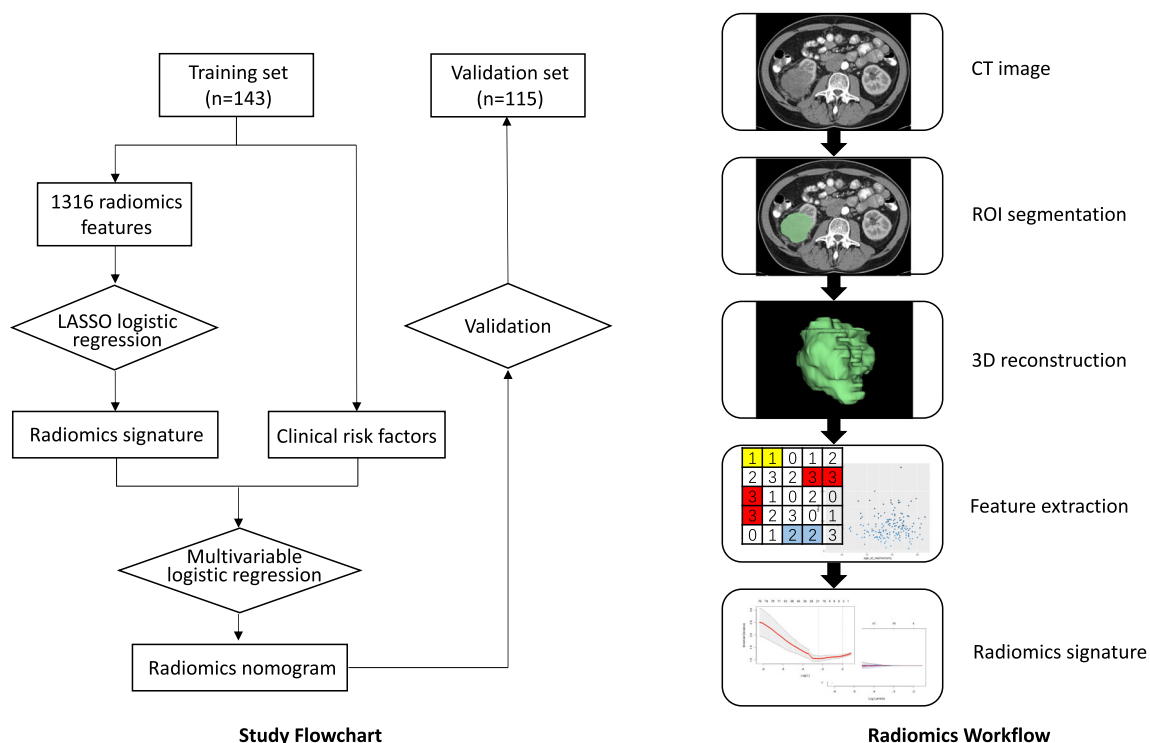 Training set
(n=143)
Validation set
(n=115)
1316 radiomics
features
LASSO logistic
regression
Validation
Radiomics signature
Clinical risk factors
Multivariable
logistic regression
Radiomics nomogram
Study Flowchart
CT image
ROI segmentation
3D reconstruction
1 1 0 1 2
2 3 2 3 3
3 1 0 2 0
3 2 3 0 1
0 1 2 2 3
Feature extraction
Radiomics signature
Radiomics Workflow